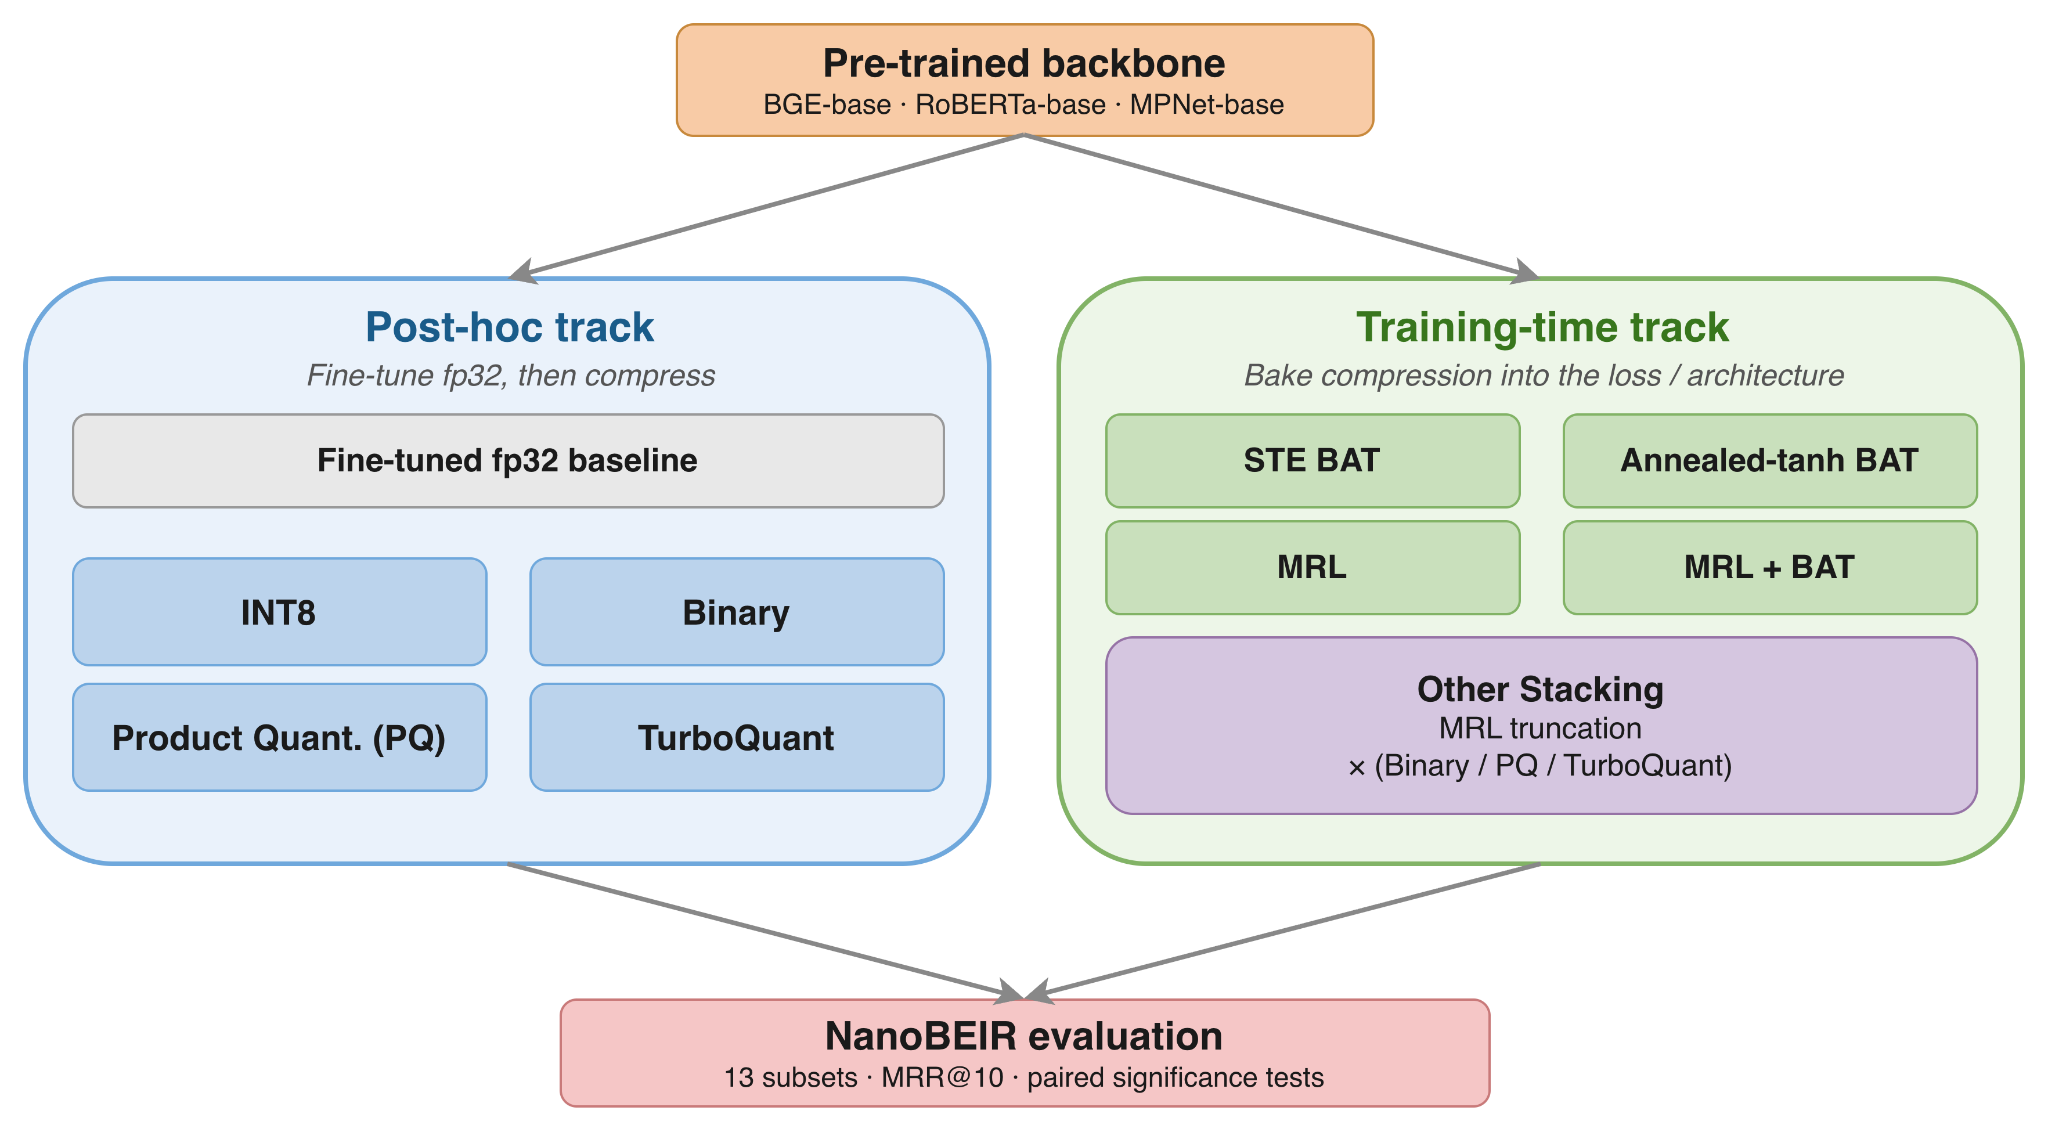 Pre-trained backbone
BGE-base · RoBERTa-base · MPNet-base
Post-hoc track
Fine-tune fp32, then compress
Fine-tuned fp32 baseline
INT8
Binary
Product Quant. (PQ)
TurboQuant
Training-time track
Bake compression into the loss / architecture
STE BAT
Annealed-tanh BAT
MRL
MRL + BAT
Other Stacking
MRL truncation
× (Binary / PQ / TurboQuant)
NanoBEIR evaluation
13 subsets · MRR@10 · paired significance tests